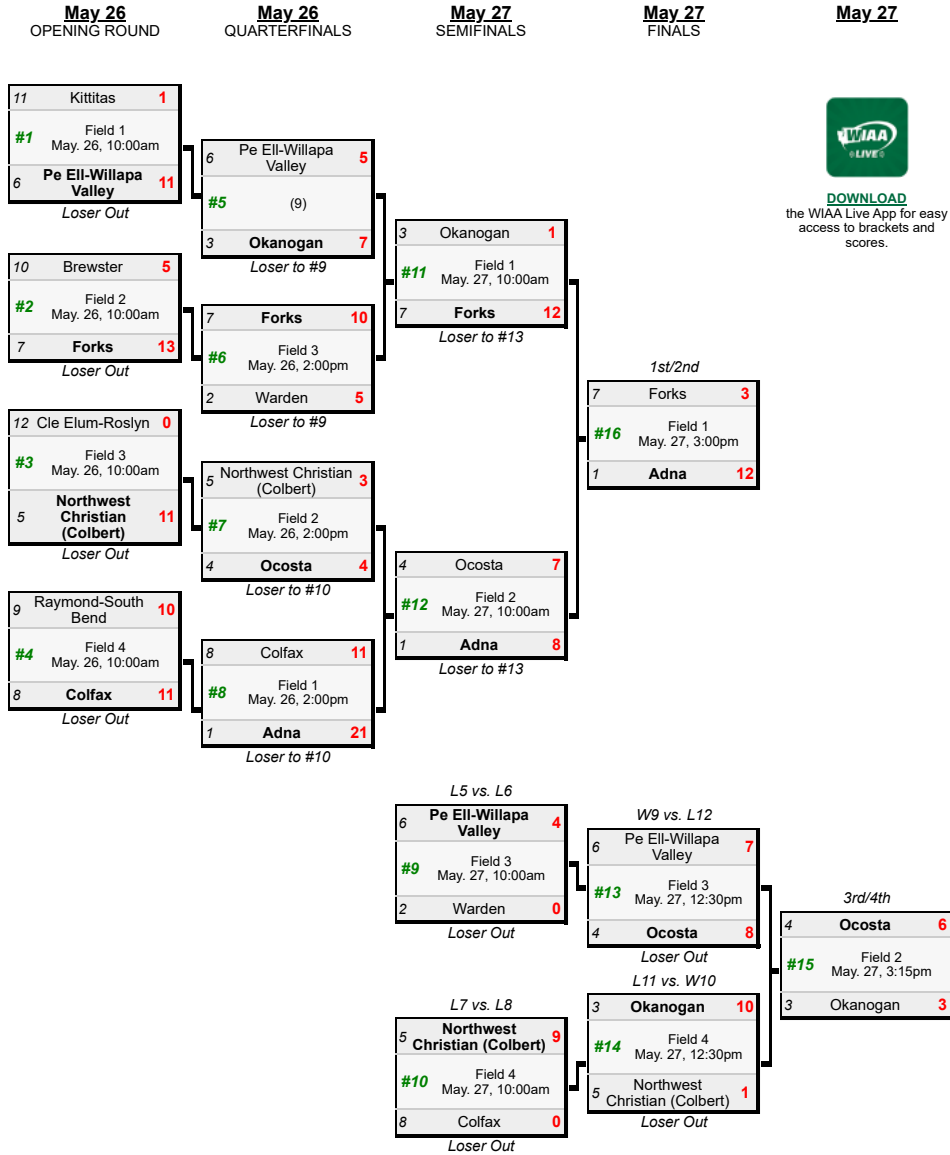 May 26
OPENING ROUND
May 26
QUARTERFINALS
May 27
SEMIFINALS
May 27
FINALS
May 27
11 Kittitas 1
#1 Field 1
May. 26, 10:00am
6 Pe Ell-Willapa
Valley 11
Loser Out
10 Brewster 5
#2 Field 2
May. 26, 10:00am
7 Forks 13
Loser Out
12 Cle Elum-Roslyn 0
#3 Field 3
May. 26, 10:00am
5 Northwest
Christian
(Colbert) 11
Loser Out
9 Raymond-South
Bend 10
#4 Field 4
May. 26, 10:00am
8 Colfax 11
Loser Out
6 Pe Ell-Willapa
Valley 5
#5 (9)
3 Okanogan 7
Loser to #9
7 Forks 10
#6 Field 3
May. 26, 2:00pm
2 Warden 5
Loser to #9
5 Northwest Christian
(Colbert) 3
#7 Field 2
May. 26, 2:00pm
4 Ocosta 4
Loser to #10
8 Colfax 11
#8 Field 1
May. 26, 2:00pm
1 Adna 21
Loser to #10
3 Okanogan 1
#11 Field 1
May. 27, 10:00am
7 Forks 12
Loser to #13
4 Ocosta 7
#12 Field 2
May. 27, 10:00am
1 Adna 8
Loser to #13
1st/2nd
7 Forks 3
#16 Field 1
May. 27, 3:00pm
1 Adna 12
WIAA
LIVE
DOWNLOAD
the WIAA Live App for easy
access to brackets and
scores.
L5 vs. L6
6 Pe Ell-Willapa
Valley 4
#9 Field 3
May. 27, 10:00am
2 Warden 0
Loser Out
L7 vs. L8
5 Northwest
Christian (Colbert) 9
#10 Field 4
May. 27, 10:00am
8 Colfax 0
Loser Out
W9 vs. L12
6 Pe Ell-Willapa
Valley 7
#13 Field 3
May. 27, 12:30pm
4 Ocosta 8
Loser Out
L11 vs. W10
3 Okanogan 10
#14 Field 4
May. 27, 12:30pm
5 Northwest
Christian (Colbert) 1
Loser Out
3rd/4th
4 Ocosta 6
#15 Field 2
May. 27, 3:15pm
3 Okanogan 3